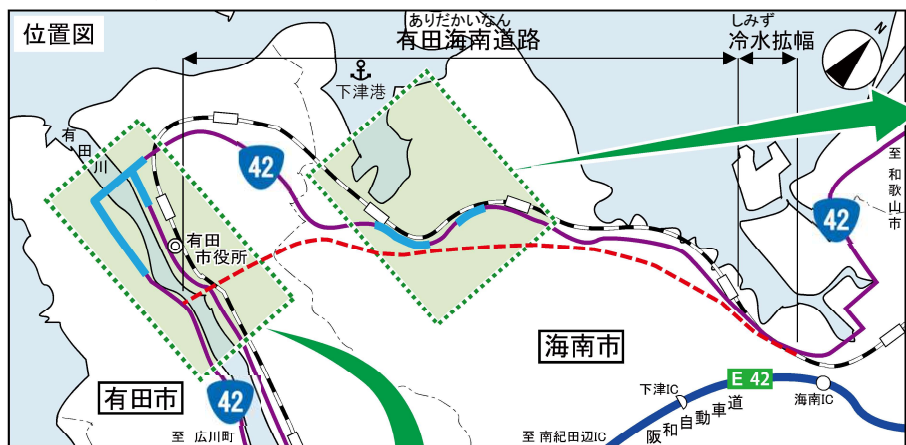 位置図
ありだかいなん
有田海南道路
しみず
冷水拡幅
N
下津港
有田川
42
至 和歌山市
42
有田
市役所
海南市
有田市
42
至 広川町
下津IC
E 42
海南IC
阪和自動車道
至 南紀田辺IC